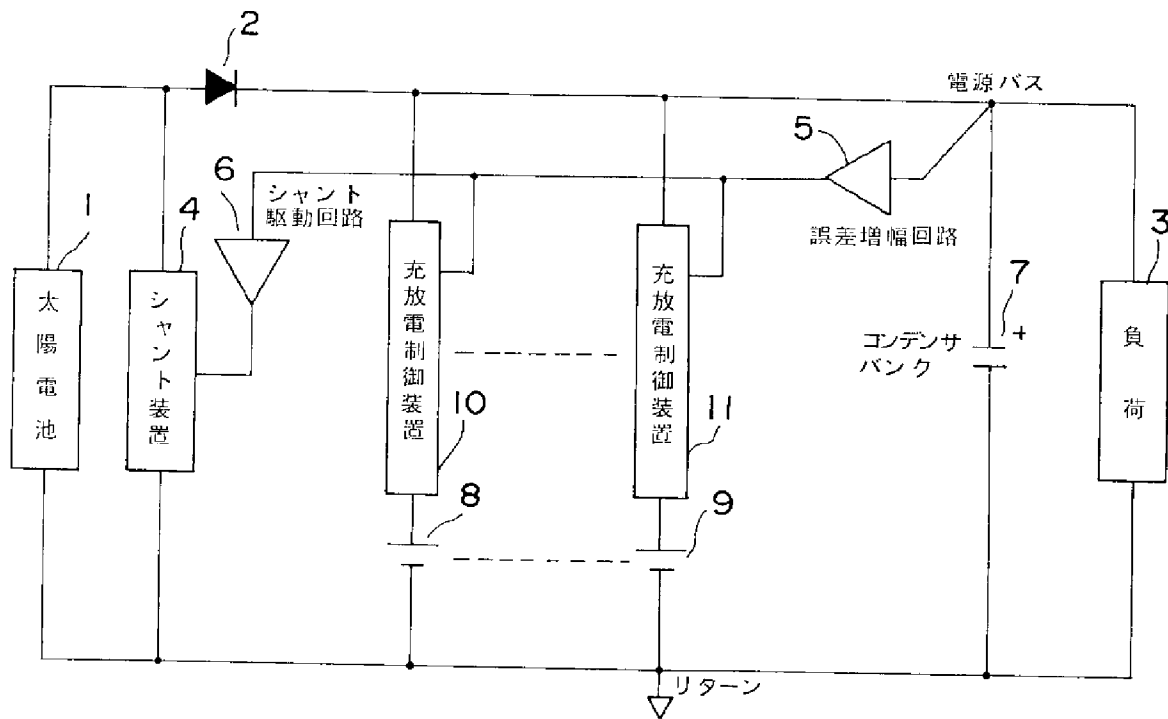 2
電源バス
5
6
シャント
駆動回路
誤差増幅回路
1
4
3
太陽電池
シャント装置
充放電制御装置
充放電制御装置
7
+
コンデンサ
バンク
負荷
10
11
8
9
リターン